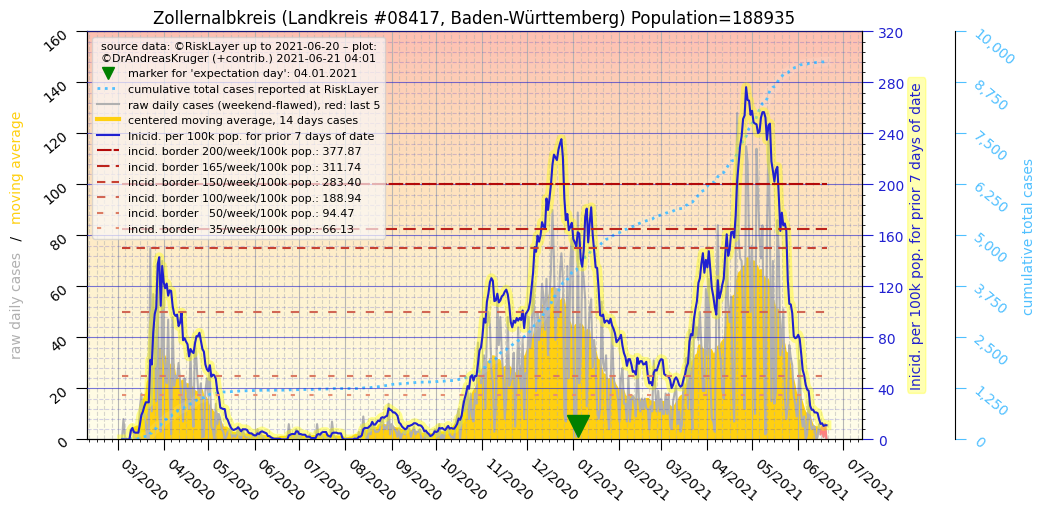 Zollernalbkreis (Landkreis #08417, Baden-Württemberg) Population=188935
source data: ©RiskLayer up to 2021-06-20 – plot:
©DrAndreasKruger (+contrib.) 2021-06-21 04:01
marker for 'expectation day': 04.01.2021
cumulative total cases reported at RiskLayer
raw daily cases (weekend-flawed), red: last 5
centered moving average, 14 days cases
Inicid. per 100k pop. for prior 7 days of date
incid. border 200/week/100k pop.: 377.87
incid. border 165/week/100k pop.: 311.74
incid. border 150/week/100k pop.: 283.40
incid. border 100/week/100k pop.: 188.94
incid. border   50/week/100k pop.: 94.47
incid. border   35/week/100k pop.: 66.13
raw daily cases / moving average
160
140
120
100
80
60
40
20
0
320
280
240
200
160
120
80
40
0
Inicid. per 100k pop. for prior 7 days of date
10,000
8,750
7,500
6,250
5,000
3,750
2,500
1,250
0
cumulative total cases
03/2020
04/2020
05/2020
06/2020
07/2020
08/2020
09/2020
10/2020
11/2020
12/2020
01/2021
02/2021
03/2021
04/2021
05/2021
06/2021
07/2021